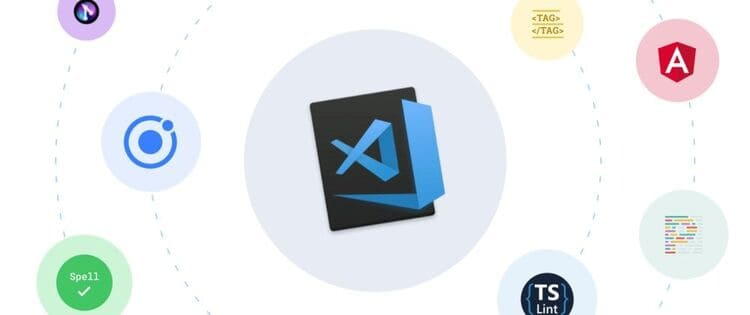 <TAG>
</TAG>
A
Spell
{TS}
Lint